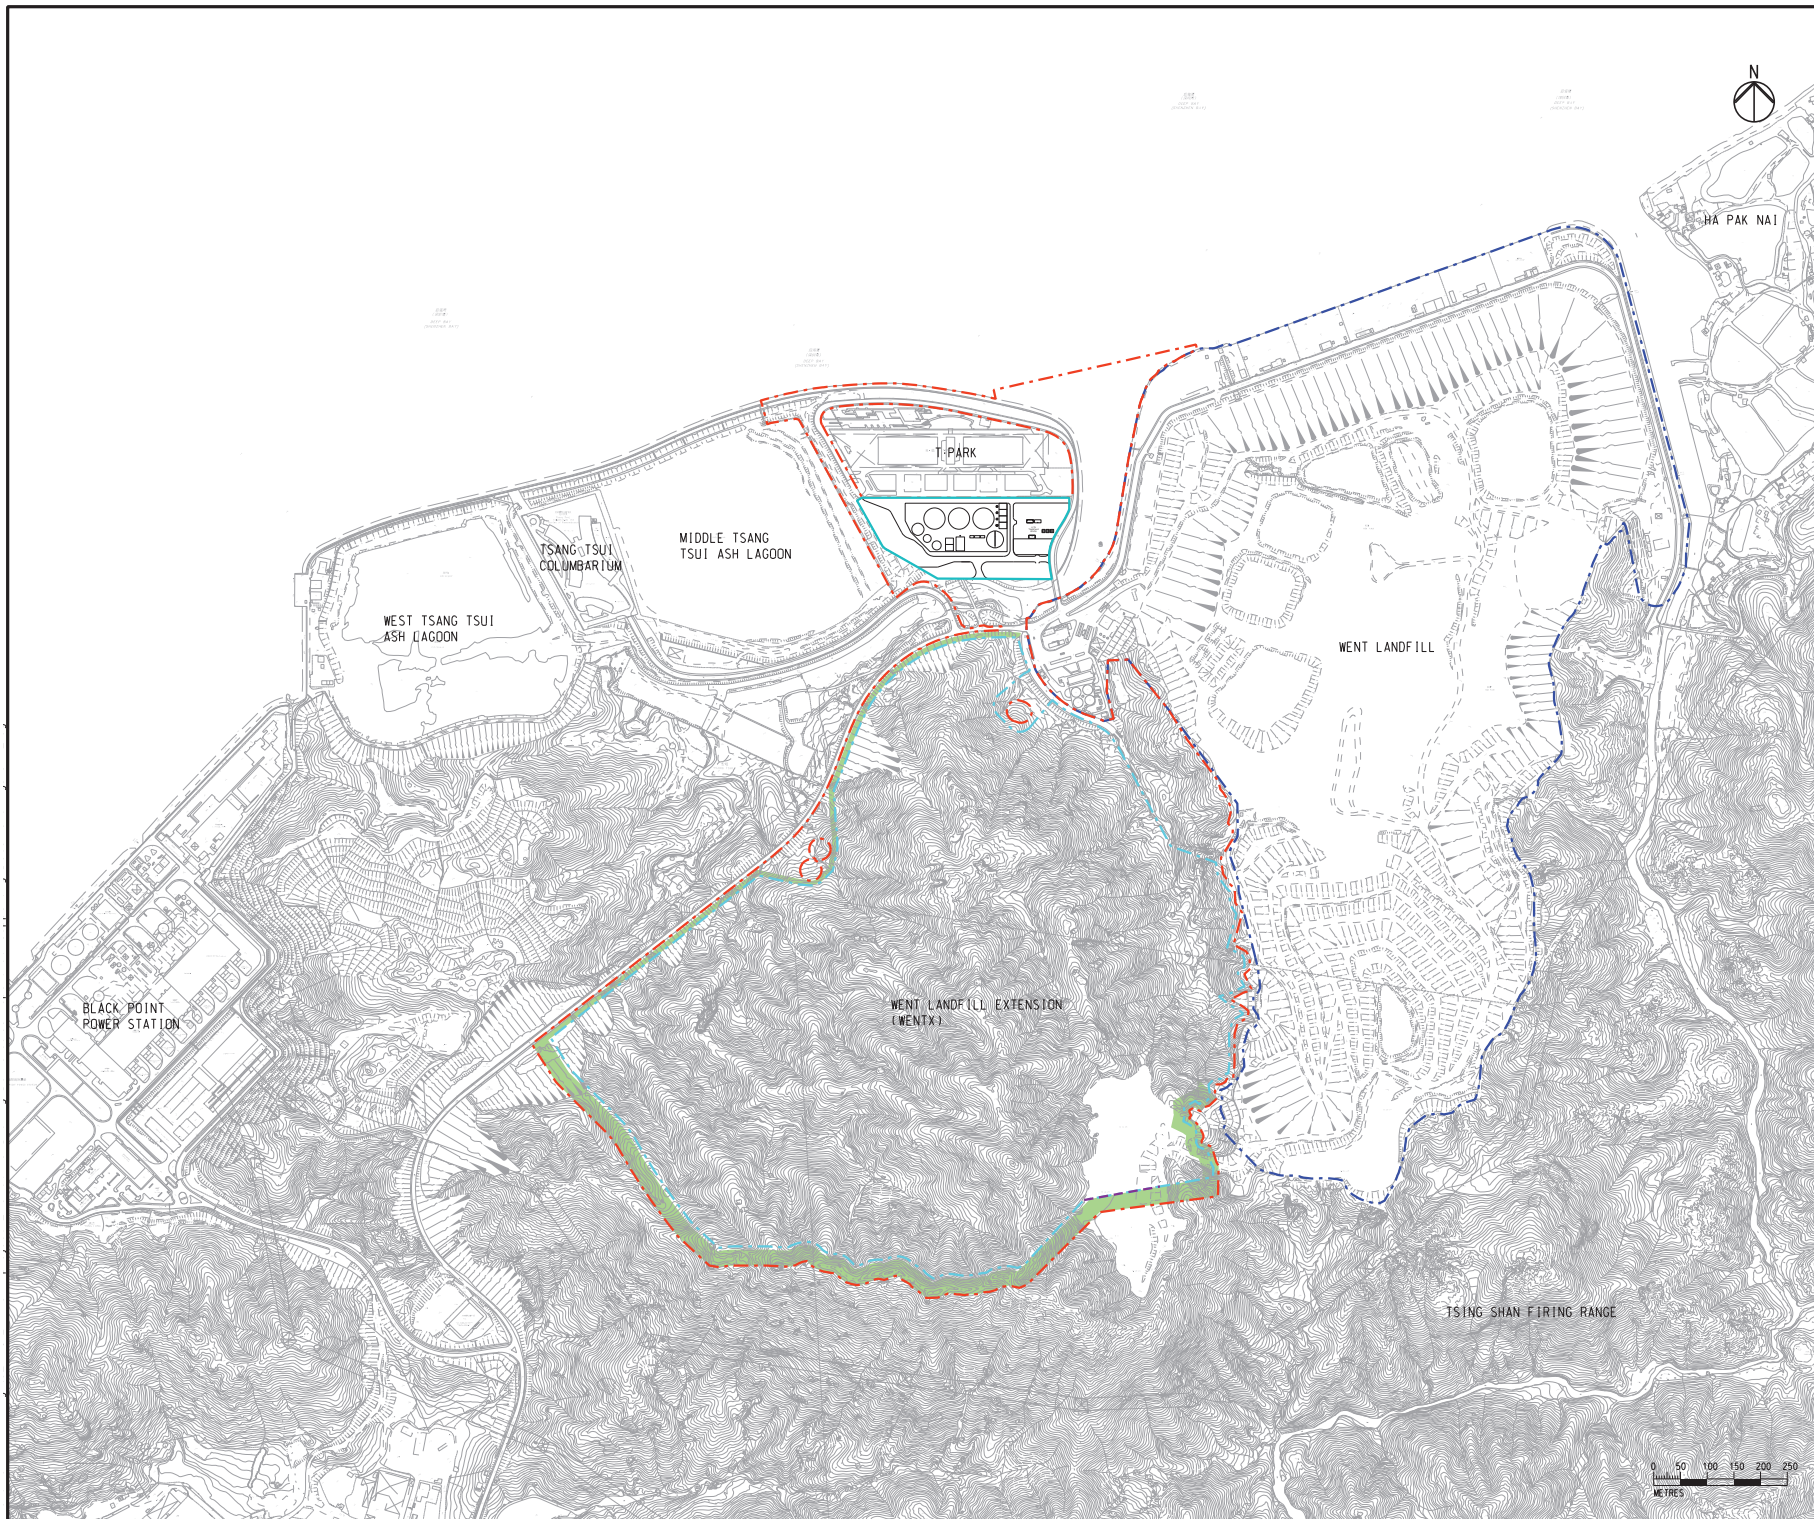 N
HA PAK NAI
T-PARK
TSANG TSUI
COLUMBARIUM
MIDDLE TSANG
TSUI ASH LAGOON
WEST TSANG TSUI
ASH LAGOON
WENT LANDFILL
BLACK POINT
POWER STATION
WENT LANDFILL EXTENSION
(WENTX)
TSING SHAN FIRING RANGE
0 50 100 150 200 250
METRES